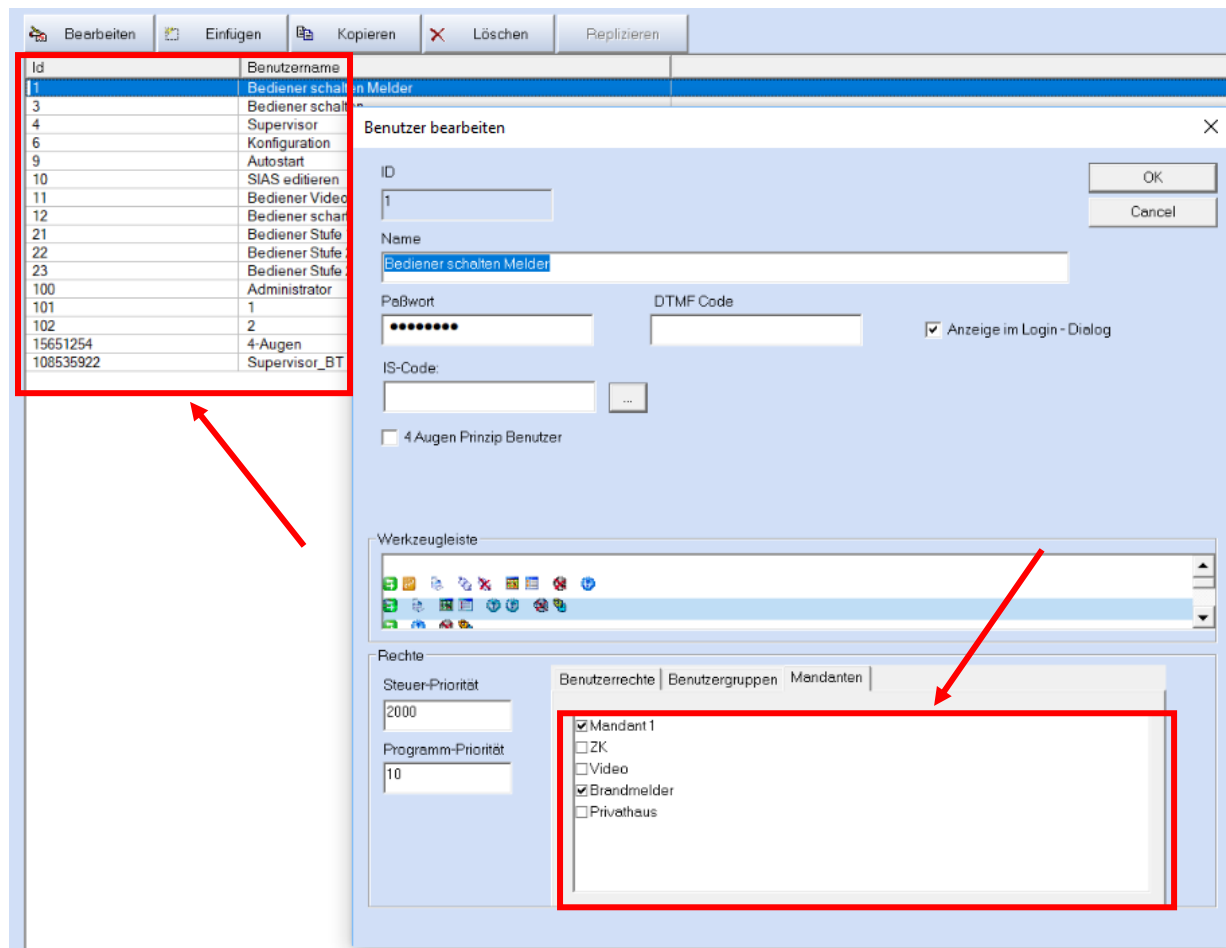 Bearbeiten Einfügen Kopieren Löschen Replizieren
Id Benutzername
1 Bediener schalten Melder
3 Bediener schalten
4 Supervisor
6 Konfiguration
9 Autostart
10 SIAS editieren
11 Bediener Video
12 Bediener
21 Bediener Stufe
22 Bediener Stufe
23 Bediener Stufe
100 Administrator
101 1
102 2
15651254 4-Augen
108535922 Supervisor_BT
Benutzer bearbeiten
ID
1
OK
Cancel
Name
Bediener schalten Melder
Paßwort DTMF Code
Anzeige im Login - Dialog
IS-Code:
...
4 Augen Prinzip Benutzer
Werkzeugleiste
Rechte
Steuer-Priorität
2000
Programm-Priorität
10
Benutzerrechte Benutzergruppen Mandanten
Mandant 1
ZK
Video
Brandmelder
Privathaus